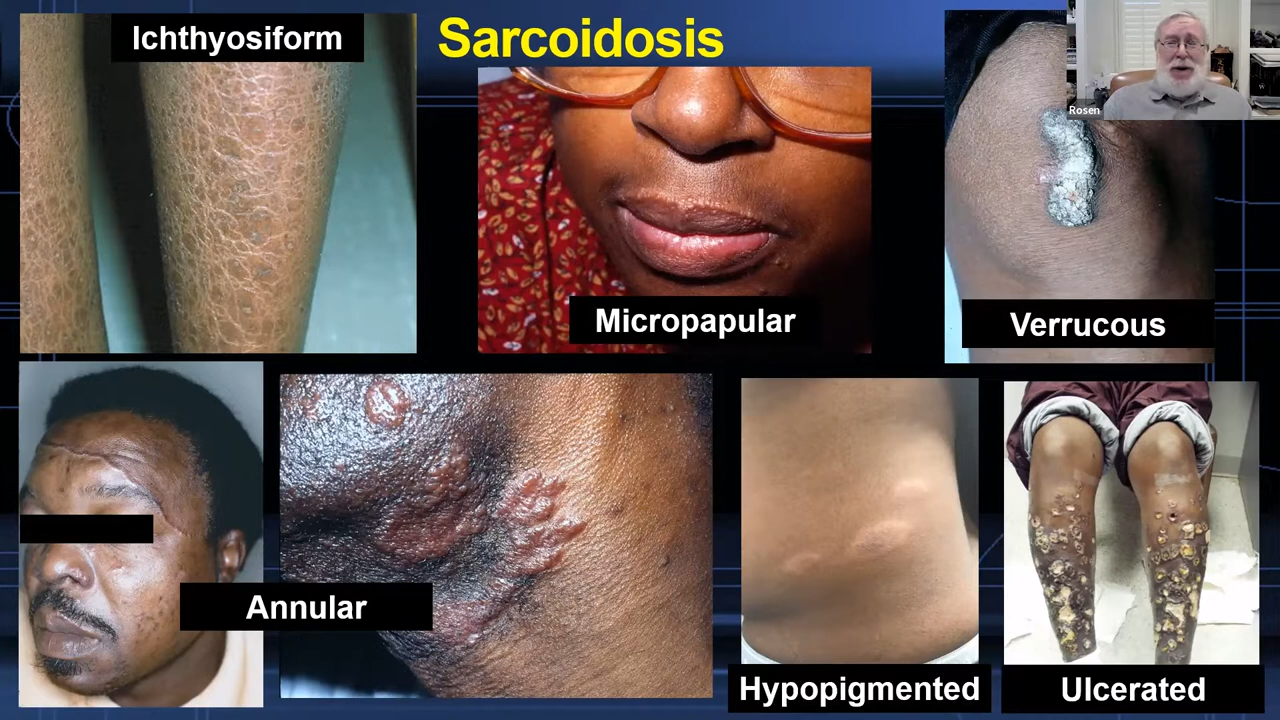 Ichthyosiform
Sarcoidosis
Rosen
Micropapular
Verrucous
Annular
Hypopigmented
Ulcerated